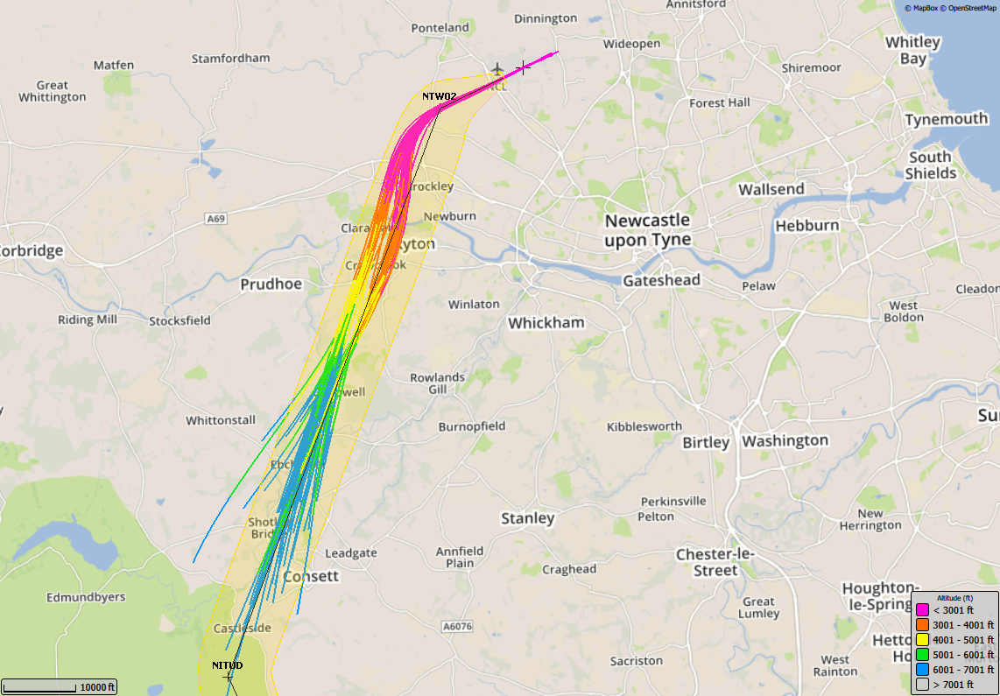 © MapBox © OpenStreetMap
Annitsford
Dinnington
Ponteland
Wideopen
Whitley
Bay
Matfen
Stamfordham
Shiremoor
Great
Whittington
NTW02
Forest Hall
Tynemouth
South
Shields
Wallsend
A69
Newburn
Newcastle
upon Tyne
Hebburn
Prudhoe
Gateshead
Pelaw
Winlaton
West
Boldon
Riding Mill
Stocksfield
Whickham
Rowlands
Gill
Whittonstall
Burnopfield
Kibblesworth
Birtley
Washington
Perkinsville
Pelton
Stanley
New
Herrington
Leadgate
Annfield
Plain
Chester-le-
Street
Craghead
Consett
Edmundbyers
Great
Lumley
Houghton-
le-Spring
Castleside
A6076
Sacriston
West
Rainton
NITUD
10000 ft
Altitude (ft)
< 3001 ft
3001 - 4001 ft
4001 - 5001 ft
5001 - 6001 ft
6001 - 7001 ft
> 7001 ft